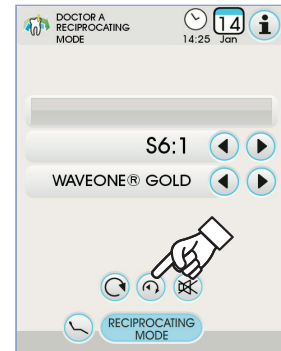 DOCTOR A
RECIPROCATING
MODE
14
14:25 Jan
i
S6:1
WAVEONE® GOLD
RECIPROCATING
MODE